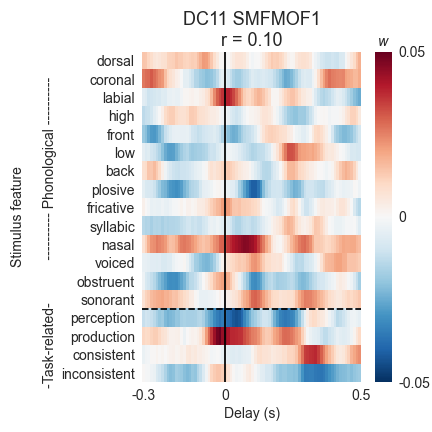 DC11 SMFMOF1
r = 0.10
w
dorsal
coronal
labial
high
front
low
back
plosive
fricative
syllabic
nasal
voiced
obstruent
sonorant
perception
production
consistent
inconsistent
Stimulus feature
-Task-related-
---------- Phonological ----------
0.05
0
-0.05
-0.3
0
0.5
Delay (s)